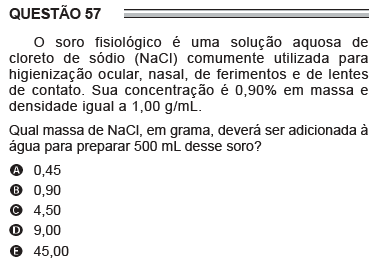 QUESTÃO 57
O soro fisiológico é uma solução aquosa de
cloreto de sódio (NaCl) comumente utilizada para
higienização ocular, nasal, de ferimentos e de lentes
de contato. Sua concentração é 0,90% em massa e
densidade igual a 1,00 g/mL.
Qual massa de NaCl, em grama, deverá ser adicionada à
água para preparar 500 mL desse soro?
A 0,45
B 0,90
C 4,50
D 9,00
E 45,00